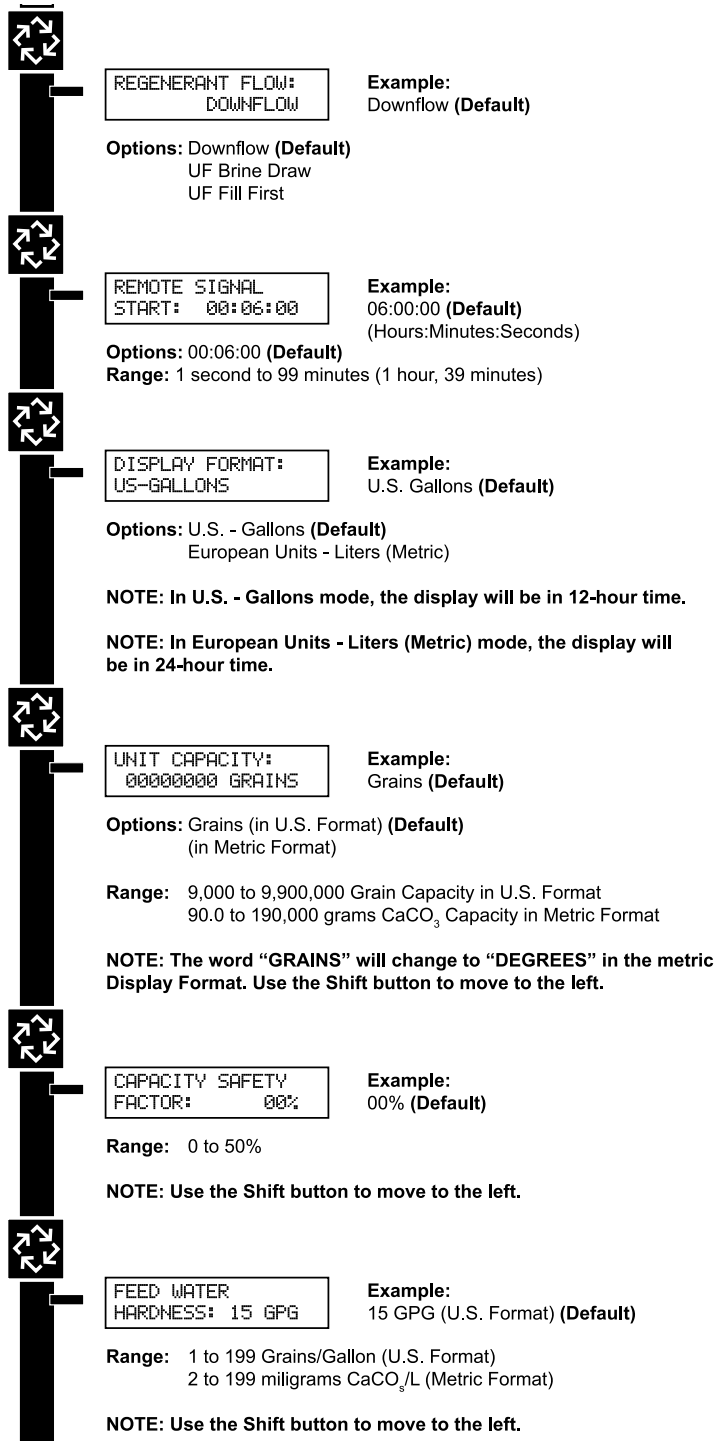 REGENERANT FLOW:
DOWNFLOW
Example:
Downflow (Default)
Options: Downflow (Default)
UF Brine Draw
UF Fill First
REMOTE SIGNAL
START: 00:06:00
Example:
06:00:00 (Default)
(Hours:Minutes:Seconds)
Options: 00:06:00 (Default)
Range: 1 second to 99 minutes (1 hour, 39 minutes)
DISPLAY FORMAT:
US-GALLONS
Example:
U.S. Gallons (Default)
Options: U.S. - Gallons (Default)
European Units - Liters (Metric)
NOTE: In U.S. - Gallons mode, the display will be in 12-hour time.
NOTE: In European Units - Liters (Metric) mode, the display will
be in 24-hour time.
UNIT CAPACITY:
00000000 GRAINS
Example:
Grains (Default)
Options: Grains (in U.S. Format) (Default)
(in Metric Format)
Range: 9,000 to 9,900,000 Grain Capacity in U.S. Format
90.0 to 190,000 grams CaCO₃ Capacity in Metric Format
NOTE: The word “GRAINS” will change to “DEGREES” in the metric
Display Format. Use the Shift button to move to the left.
CAPACITY SAFETY
FACTOR: 00%
Example:
00% (Default)
Range: 0 to 50%
NOTE: Use the Shift button to move to the left.
FEED WATER
HARDNESS: 15 GPG
Example:
15 GPG (U.S. Format) (Default)
Range: 1 to 199 Grains/Gallon (U.S. Format)
2 to 199 miligrams CaCOₛ/L (Metric Format)
NOTE: Use the Shift button to move to the left.